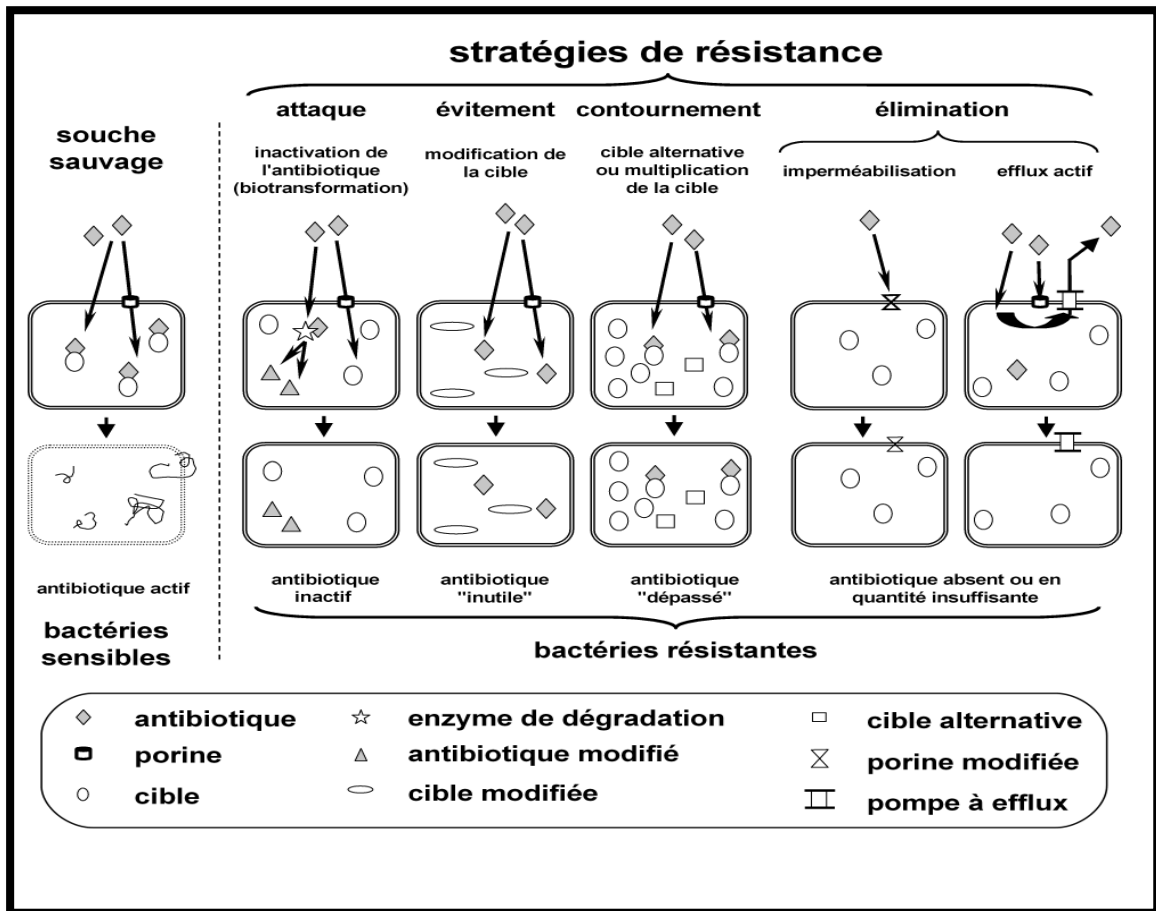 stratégies de résistance
souche
sauvage
attaque
inactivation de
l'antibiotique
(biotransformation)
évitement
modification de
la cible
contournement
cible alternative
ou multiplication
de la cible
élimination
imperméabilisation
efflux actif
antibiotique actif
bactéries
sensibles
antibiotique
inactif
antibiotique
"inutile"
antibiotique
"dépassé"
antibiotique absent ou en
quantité insuffisante
bactéries résistantes
antibiotique
porine
cible
enzyme de dégradation
antibiotique modifié
cible modifiée
cible alternative
porine modifiée
pompe à efflux